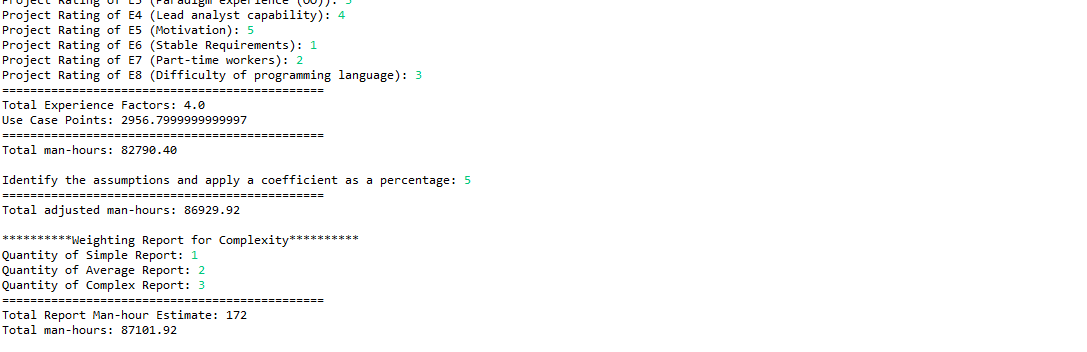 Project Rating of E3 (Paradigm experience (OO)): 3
Project Rating of E4 (Lead analyst capability): 4
Project Rating of E5 (Motivation): 5
Project Rating of E6 (Stable Requirements): 1
Project Rating of E7 (Part-time workers): 2
Project Rating of E8 (Difficulty of programming language): 3
==============================================
Total Experience Factors: 4.0
Use Case Points: 2956.7999999999997
==============================================
Total man-hours: 82790.40
Identify the assumptions and apply a coefficient as a percentage: 5
==============================================
Total adjusted man-hours: 86929.92
**********Weighting Report for Complexity**********
Quantity of Simple Report: 1
Quantity of Average Report: 2
Quantity of Complex Report: 3
==============================================
Total Report Man-hour Estimate: 172
Total man-hours: 87101.92